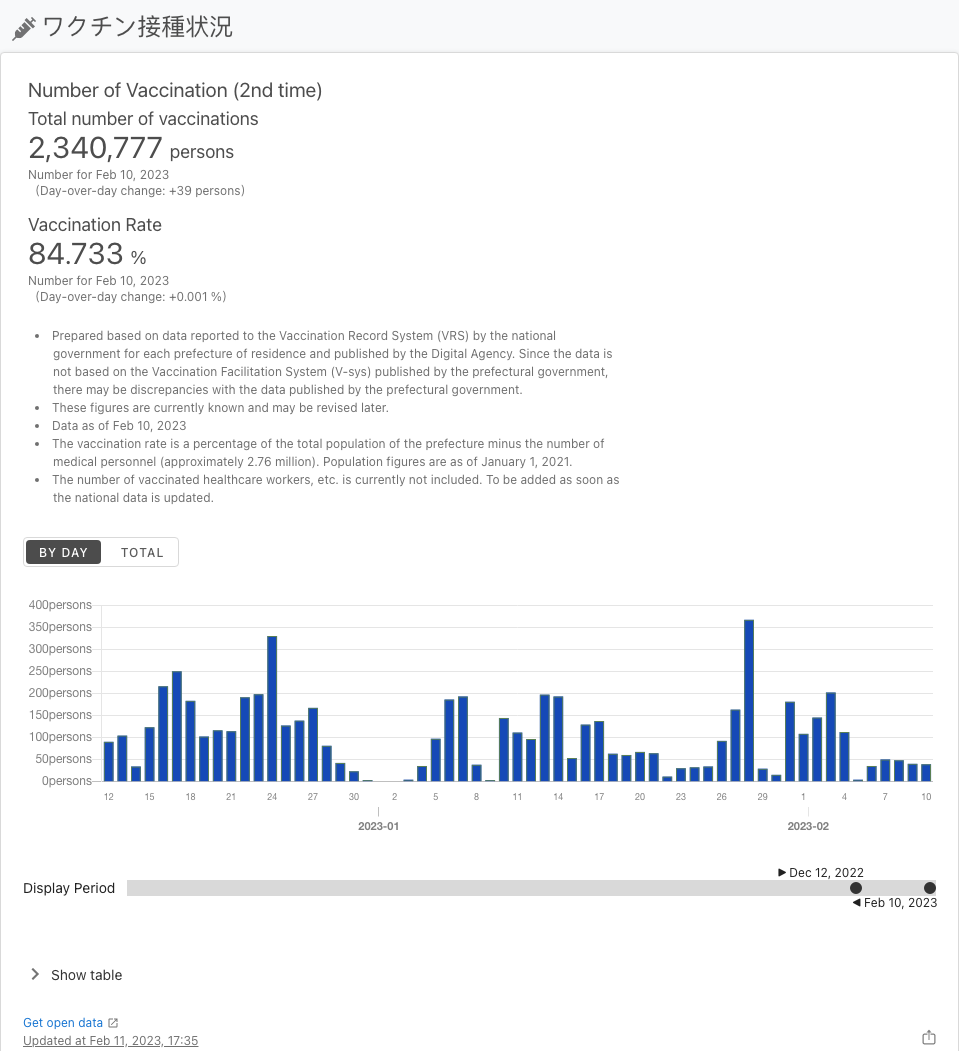 ワクチン接種状況
Number of Vaccination (2nd time)
Total number of vaccinations
2,340,777 persons
Number for Feb 10, 2023
(Day-over-day change: +39 persons)
Vaccination Rate
84.733 %
Number for Feb 10, 2023
(Day-over-day change: +0.001 %)
• Prepared based on data reported to the Vaccination Record System (VRS) by the national
government for each prefecture of residence and published by the Digital Agency. Since the data is
not based on the Vaccination Facilitation System (V-sys) published by the prefectural government,
there may be discrepancies with the data published by the prefectural government.
• These figures are currently known and may be revised later.
• Data as of Feb 10, 2023
• The vaccination rate is a percentage of the total population of the prefecture minus the number of
medical personnel (approximately 2.76 million). Population figures are as of January 1, 2021.
• The number of vaccinated healthcare workers, etc. is currently not included. To be added as soon as
the national data is updated.
BY DAY TOTAL
400persons
350persons
300persons
250persons
200persons
150persons
100persons
50persons
0persons
12 15 18 21 24 27 30 2 5 8 11 14 17 20 23 26 29 1 4 7 10
2023-01 2023-02
▶ Dec 12, 2022
Display Period
◀ Feb 10, 2023
Show table
Get open data
Updated at Feb 11, 2023, 17:35